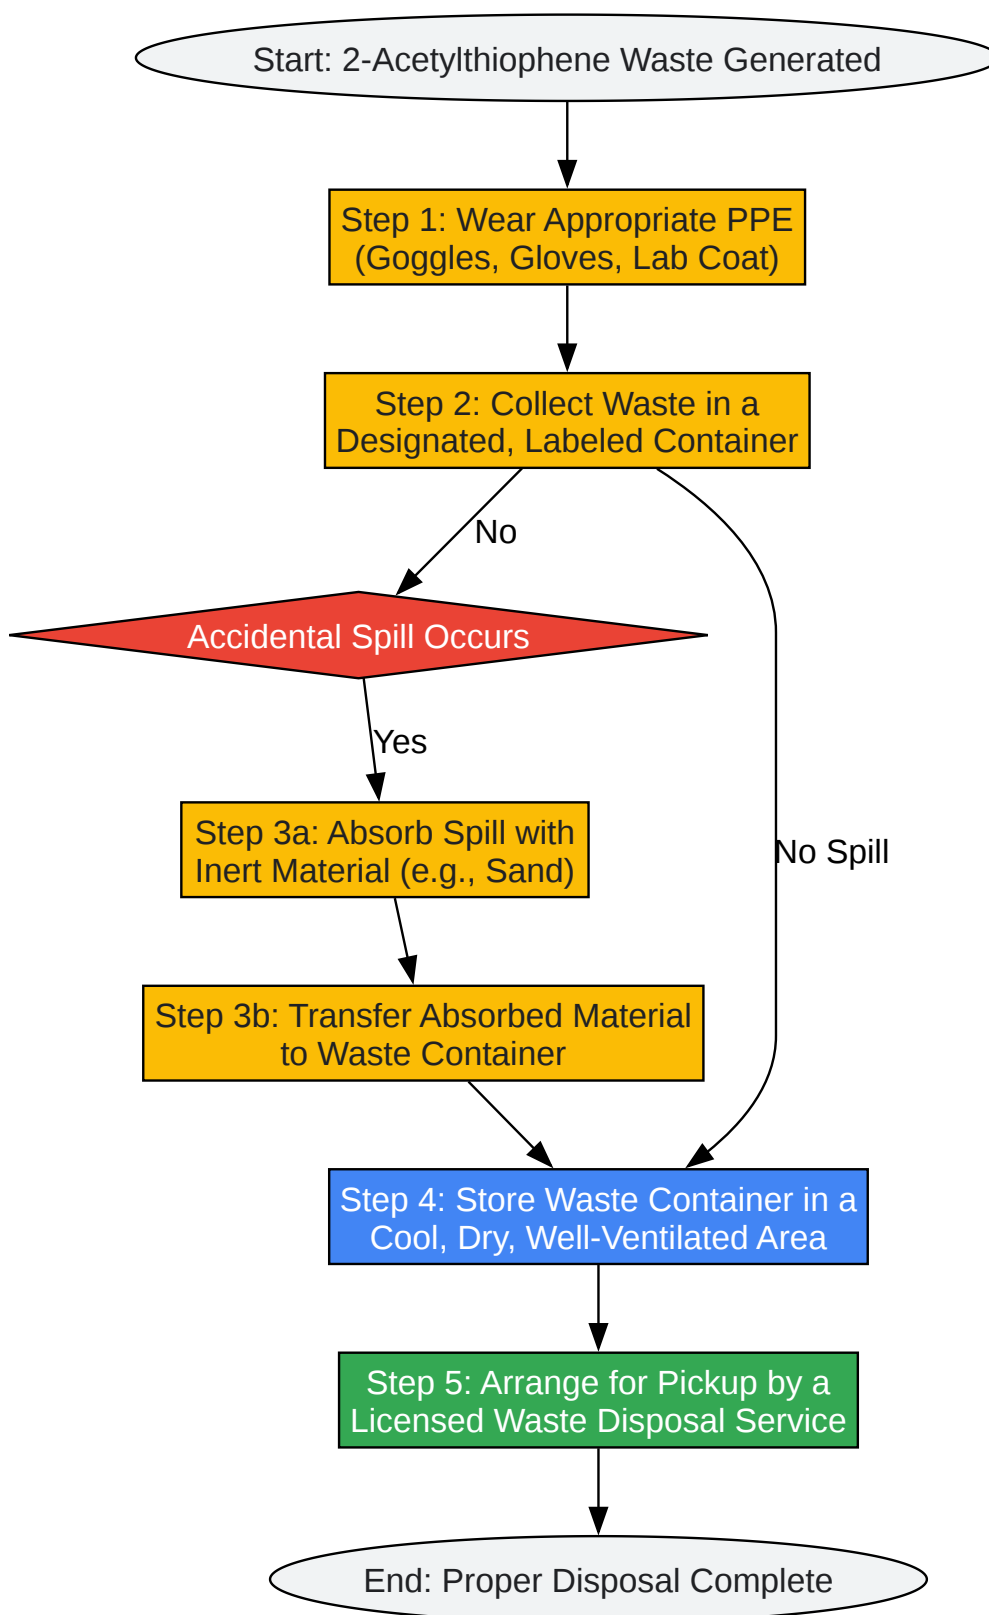 Start: 2-Acetylthiophene Waste Generated
Step 1: Wear Appropriate PPE
(Goggles, Gloves, Lab Coat)
Step 2: Collect Waste in a
Designated, Labeled Container
No
Accidental Spill Occurs
Yes
Step 3a: Absorb Spill with
Inert Material (e.g., Sand)
No Spill
Step 3b: Transfer Absorbed Material
to Waste Container
Step 4: Store Waste Container in a
Cool, Dry, Well-Ventilated Area
Step 5: Arrange for Pickup by a
Licensed Waste Disposal Service
End: Proper Disposal Complete